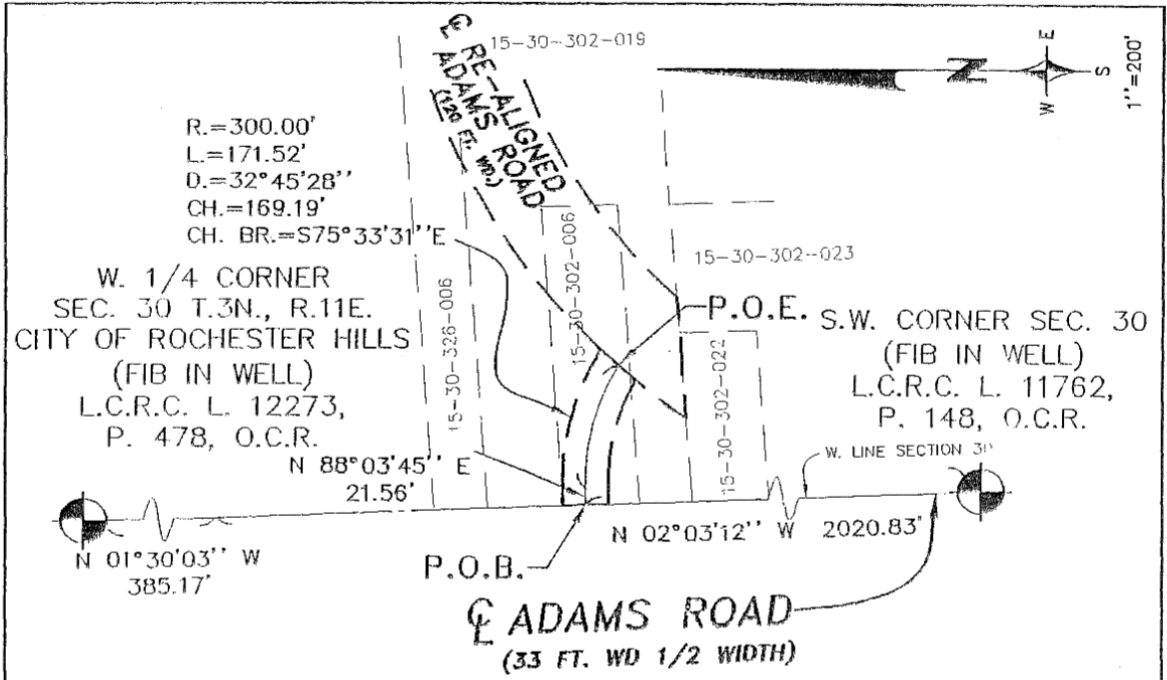 ℄ RE-ALIGNED
ADAMS ROAD
(120 FT. WD.)
15-30-302-019
N
E
S
W
1''=200'
R.=300.00'
L.=171.52'
D.=32°45'28''
CH.=169.19'
CH. BR.=S75°33'31''E
W. 1/4 CORNER
SEC. 30 T.3N., R.11E.
CITY OF ROCHESTER HILLS
(FIB IN WELL)
L.C.R.C. L. 12273,
P. 478, O.C.R.
15-30-326-006
15-30-302-006
15-30-302-023
P.O.E.
15-30-302-022
S.W. CORNER SEC. 30
(FIB IN WELL)
L.C.R.C. L. 11762,
P. 148, O.C.R.
W. LINE SECTION 30
N 88°03'45'' E
21.56'
N 01°30'03'' W
385.17'
P.O.B.
N 02°03'12'' W 2020.83'
℄ ADAMS ROAD
(33 FT. WD 1/2 WIDTH)